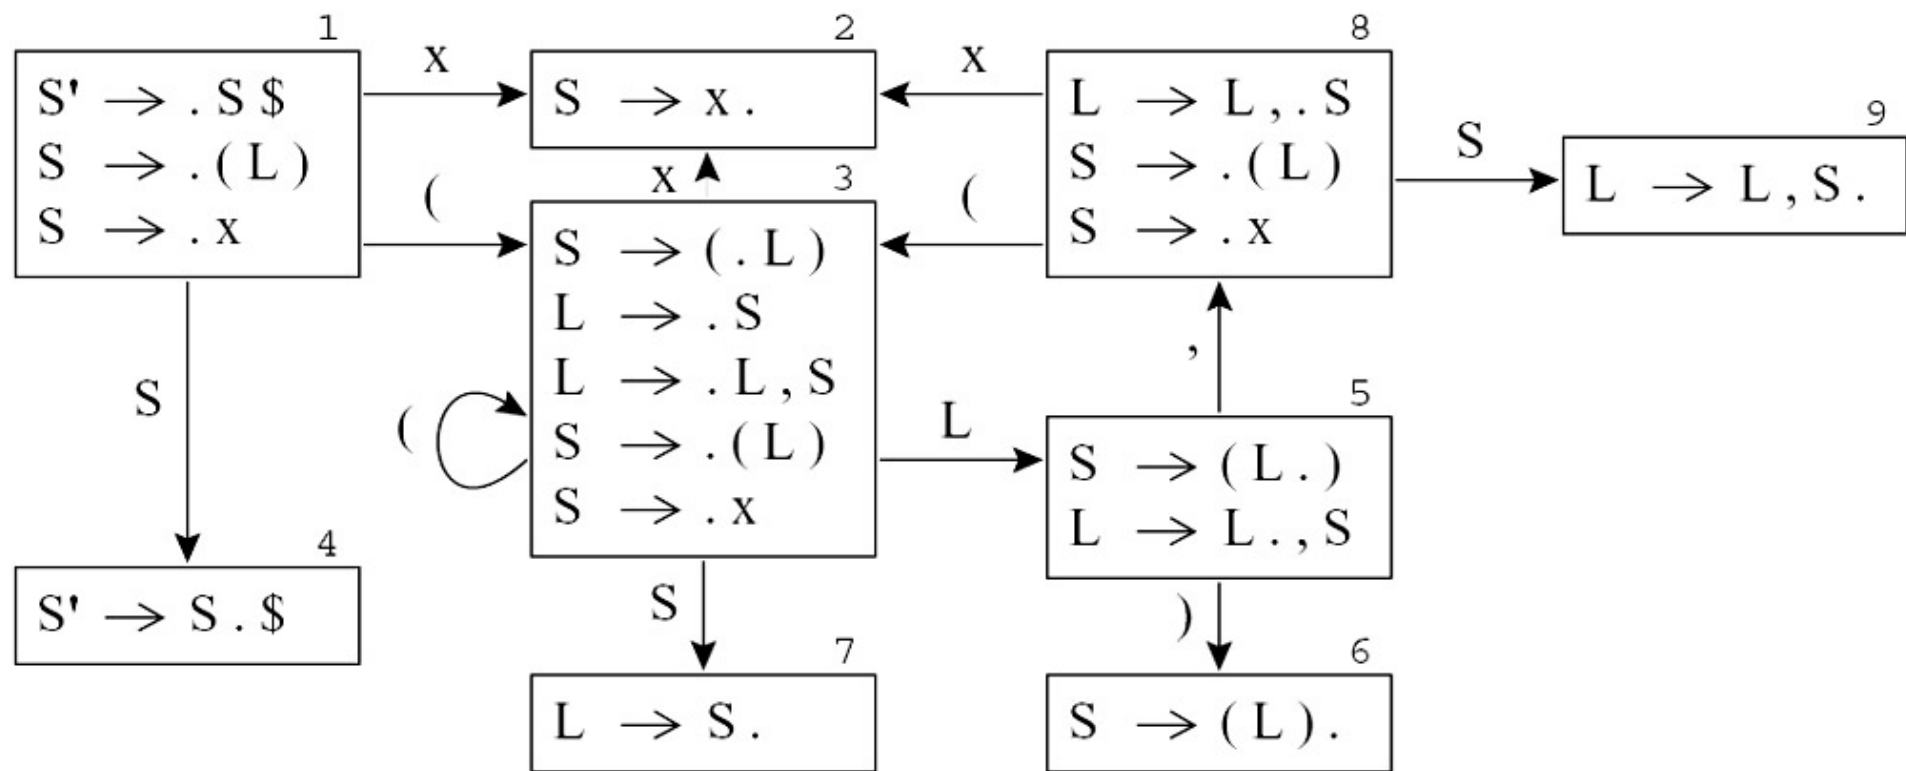 1
S' → . S $
S → . ( L )
S → . x
x
(
S
4
S' → S . $
2
S → x .
x
3
S → ( . L )
L → . S
L → . L , S
S → . ( L )
S → . x
(
S
7
L → S .
L
x
(
8
L → L , . S
S → . ( L )
S → . x
S
9
L → L , S .
,
5
S → ( L . )
L → L . , S
)
6
S → ( L ) .